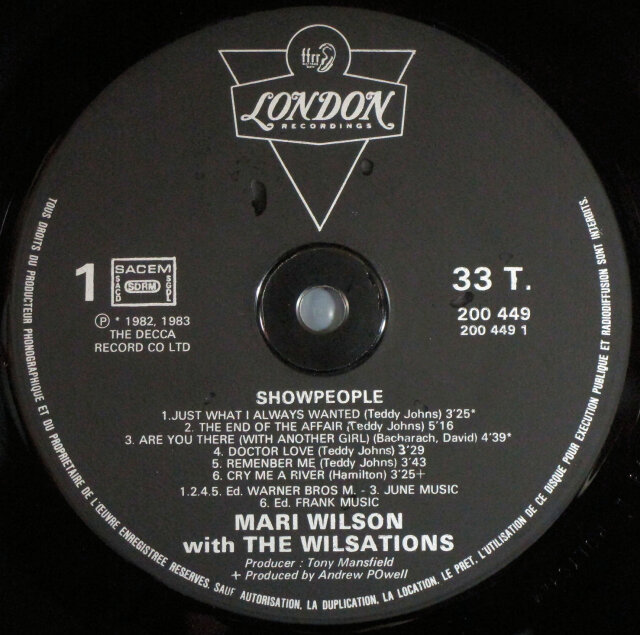 ffrr
LONDON
RECORDINGS
1
SACEM
SACD
SDRM
SGDL
33 T.
℗ * 1982, 1983
THE DECCA
RECORD CO LTD
200 449
200 449 1
SHOWPEOPLE
1.JUST WHAT I ALWAYS WANTED (Teddy Johns) 3'25*
2. THE END OF THE AFFAIR (Teddy Johns) 5'16
3. ARE YOU THERE (WITH ANOTHER GIRL) (Bacharach, David) 4'39*
4. DOCTOR LOVE (Teddy Johns) 3'29
5. REMEMBER ME (Teddy Johns) 3'43
6. CRY ME A RIVER (Hamilton) 3'25+
1.2.4.5. Ed. WARNER BROS M. - 3. JUNE MUSIC
6. Ed. FRANK MUSIC
MARI WILSON
with THE WILSATIONS
Producer : Tony Mansfield
+ Produced by Andrew POwell
TOUS DROITS DU PRODUCTEUR PHONOGRAPHIQUE ET DU PROPRIETAIRE DE L'ŒUVRE ENREGISTREE RESERVES. SAUF AUTORISATION, LA DUPLICATION, LA LOCATION, LE PRET, L'UTILISATION DE CE DISQUE POUR EXECUTION PUBLIQUE ET RADIODIFFUSION SONT INTERDITS.